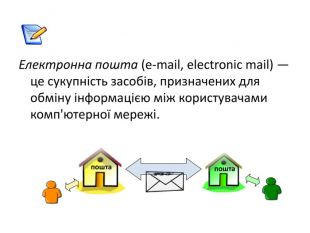 Електронна пошта (e-mail, electronic mail) —
це сукупність засобів, призначених для
обміну інформацією між користувачами
комп'ютерної мережі.
пошта
пошта